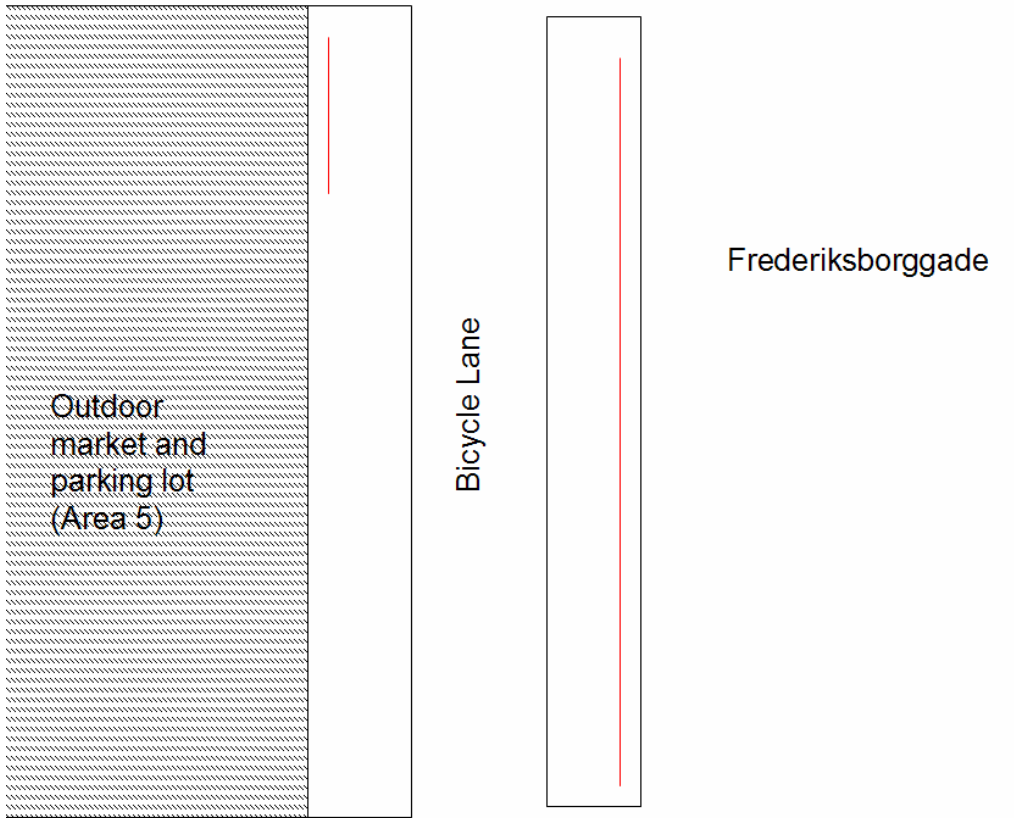 Frederiksborggade
Bicycle Lane
Outdoor
market and
parking lot
(Area 5)